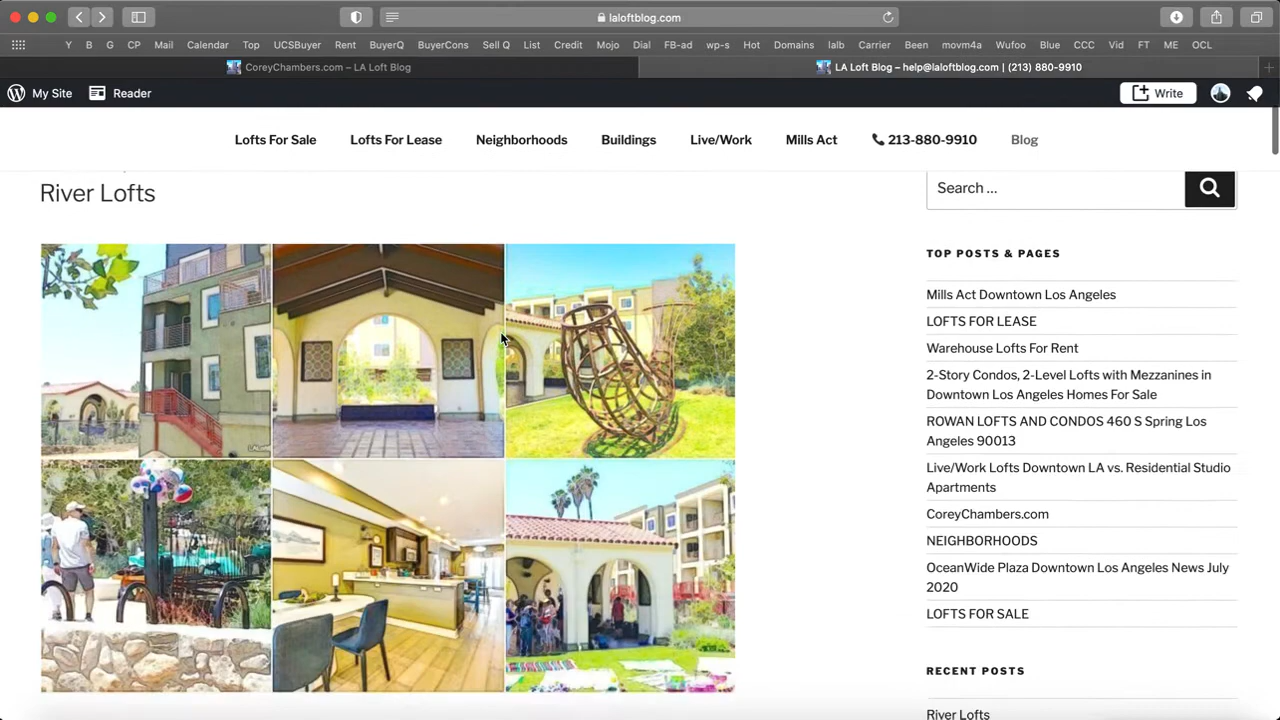 laloftblog.com
Y B G CP Mail Calendar Top UCSBuyer Rent BuyerQ BuyerCons Sell Q List Credit Mojo Dial FB-ad wp-s Hot Domains lalb Carrier Been movm4a Wufoo Blue CCC Vid FT ME OCL
CoreyChambers.com – LA Loft Blog
LA Loft Blog – help@laloftblog.com | (213) 880-9910
My Site Reader Write
Lofts For Sale Lofts For Lease Neighborhoods Buildings Live/Work Mills Act 213-880-9910 Blog
River Lofts
Search …
TOP POSTS & PAGES
Mills Act Downtown Los Angeles
LOFTS FOR LEASE
Warehouse Lofts For Rent
2-Story Condos, 2-Level Lofts with Mezzanines in
Downtown Los Angeles Homes For Sale
ROWAN LOFTS AND CONDOS 460 S Spring Los
Angeles 90013
Live/Work Lofts Downtown LA vs. Residential Studio
Apartments
CoreyChambers.com
NEIGHBORHOODS
OceanWide Plaza Downtown Los Angeles News July
2020
LOFTS FOR SALE
RECENT POSTS
River Lofts